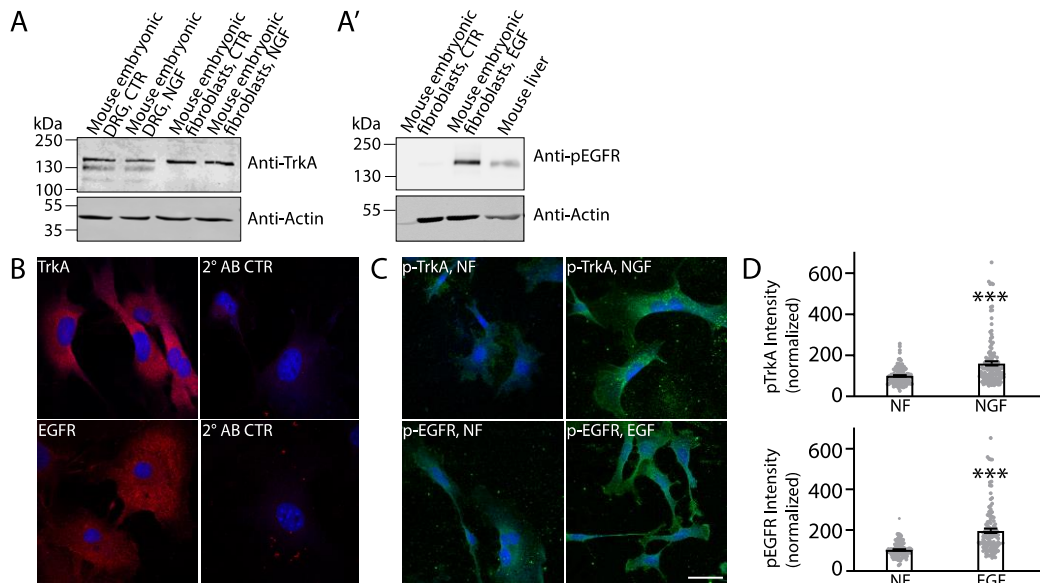 A
Mouse embryonic
DRG, CTR
Mouse embryonic
DRG, NGF
Mouse embryonic
fibroblasts, CTR
Mouse embryonic
fibroblasts, NGF
kDa
250
130
100
55
35
Anti-TrkA
Anti-Actin
A'
Mouse embryonic
fibroblasts, CTR
Mouse embryonic
fibroblasts, EGF
Mouse liver
kDa
250
130
55
Anti-pEGFR
Anti-Actin
B
TrkA
2° AB CTR
EGFR
2° AB CTR
C
p-TrkA, NF
p-TrkA, NGF
p-EGFR, NF
p-EGFR, EGF
D
pTrkA Intensity
(normalized)
600
400
200
0
***
NF
NGF
pEGFR Intensity
(normalized)
600
400
200
0
***
NF
EGF